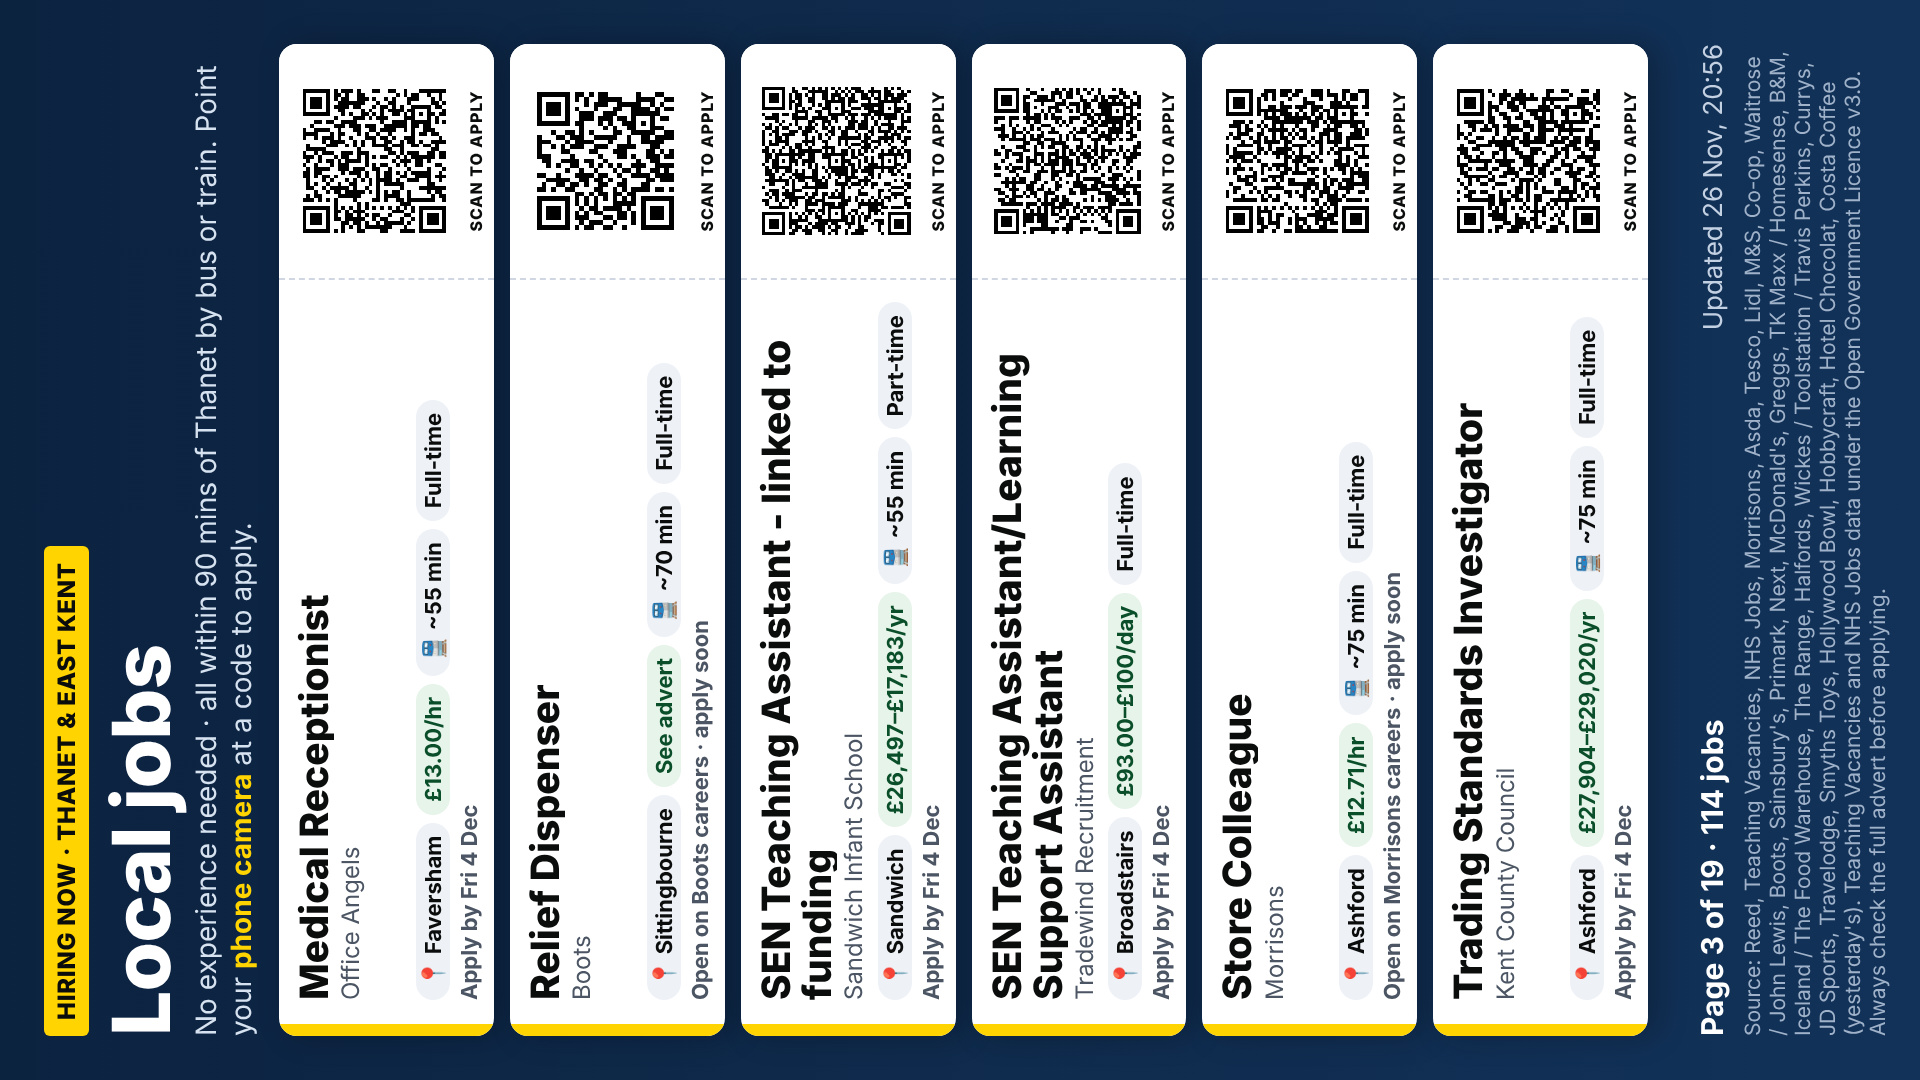 HIRING NOW · THANET & EAST KENT
Local jobs
No experience needed · all within 90 mins of Thanet by bus or train. Point
your phone camera at a code to apply.
Medical Receptionist
Office Angels
📍 Faversham £13.00/hr 🚆 ~55 min Full-time
Apply by Fri 4 Dec
SCAN TO APPLY
Relief Dispenser
Boots
📍 Sittingbourne See advert 🚆 ~70 min Full-time
Open on Boots careers · apply soon
SCAN TO APPLY
SEN Teaching Assistant - linked to
funding
Sandwich Infant School
📍 Sandwich £26,497–£17,183/yr 🚆 ~55 min Part-time
Apply by Fri 4 Dec
SCAN TO APPLY
SEN Teaching Assistant/Learning
Support Assistant
Tradewind Recruitment
📍 Broadstairs £93.00–£100/day Full-time
Apply by Fri 4 Dec
SCAN TO APPLY
Store Colleague
Morrisons
📍 Ashford £12.71/hr 🚆 ~75 min Full-time
Open on Morrisons careers · apply soon
SCAN TO APPLY
Trading Standards Investigator
Kent County Council
📍 Ashford £27,904–£29,020/yr 🚆 ~75 min Full-time
Apply by Fri 4 Dec
SCAN TO APPLY
Page 3 of 19 · 114 jobs Updated 26 Nov, 20:56
Source: Reed, Teaching Vacancies, NHS Jobs, Morrisons, Asda, Tesco, Lidl, M&S, Co-op, Waitrose
/ John Lewis, Boots, Sainsbury's, Primark, Next, McDonald's, Greggs, TK Maxx / Homesense, B&M,
Iceland / The Food Warehouse, The Range, Halfords, Wickes / Toolstation / Travis Perkins, Currys,
JD Sports, Travelodge, Smyths Toys, Hollywood Bowl, Hobbycraft, Hotel Chocolat, Costa Coffee
(yesterday's). Teaching Vacancies and NHS Jobs data under the Open Government Licence v3.0.
Always check the full advert before applying.